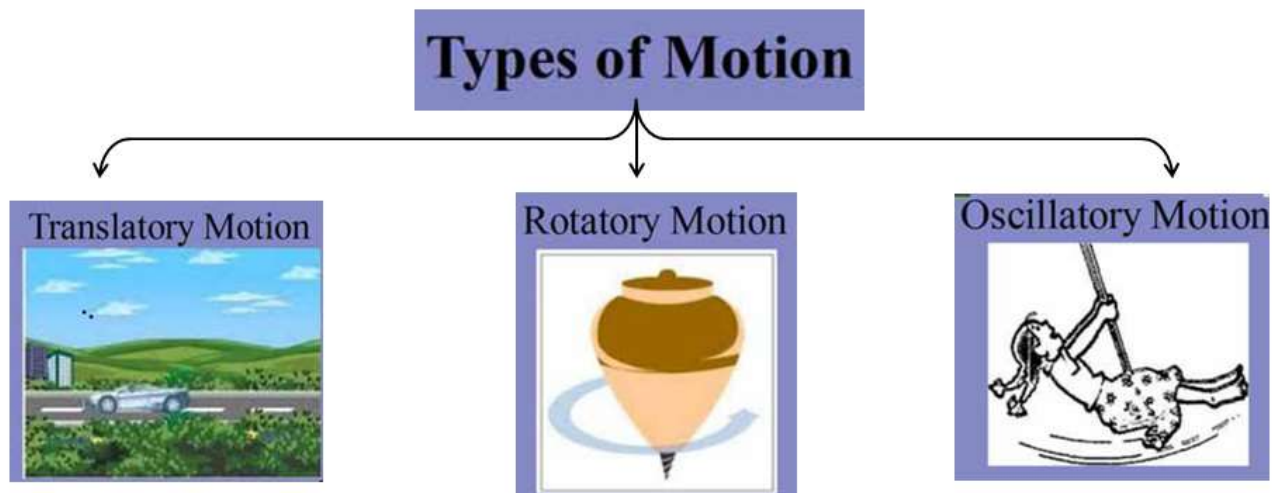 Types of Motion
Translatory Motion
Rotatory Motion
Oscillatory Motion